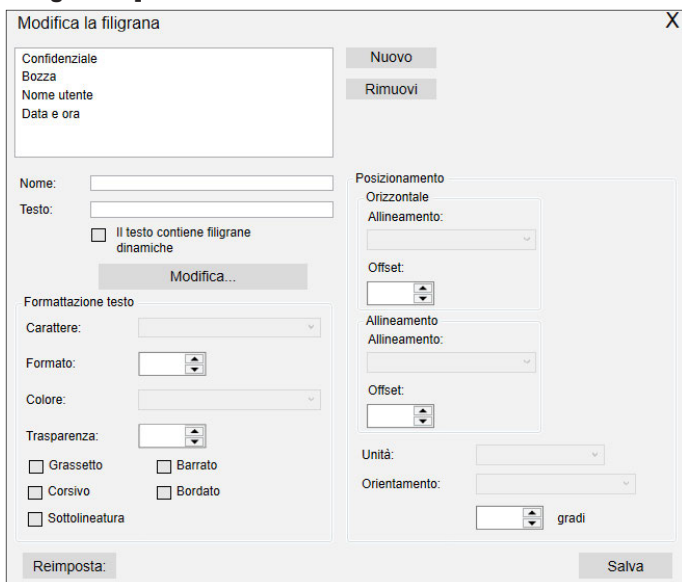 Modifica la filigrana
X
Confidenziale
Bozza
Nome utente
Data e ora
Nuovo
Rimuovi
Nome:
Testo:
Il testo contiene filigrane
dinamiche
Modifica...
Formattazione testo
Carattere:
Formato:
Colore:
Trasparenza:
Grassetto
Barrato
Corsivo
Bordato
Sottolineatura
Posizionamento
Orizzontale
Allineamento:
Offset:
Allineamento
Allineamento:
Offset:
Unità:
Orientamento:
gradi
Reimposta:
Salva